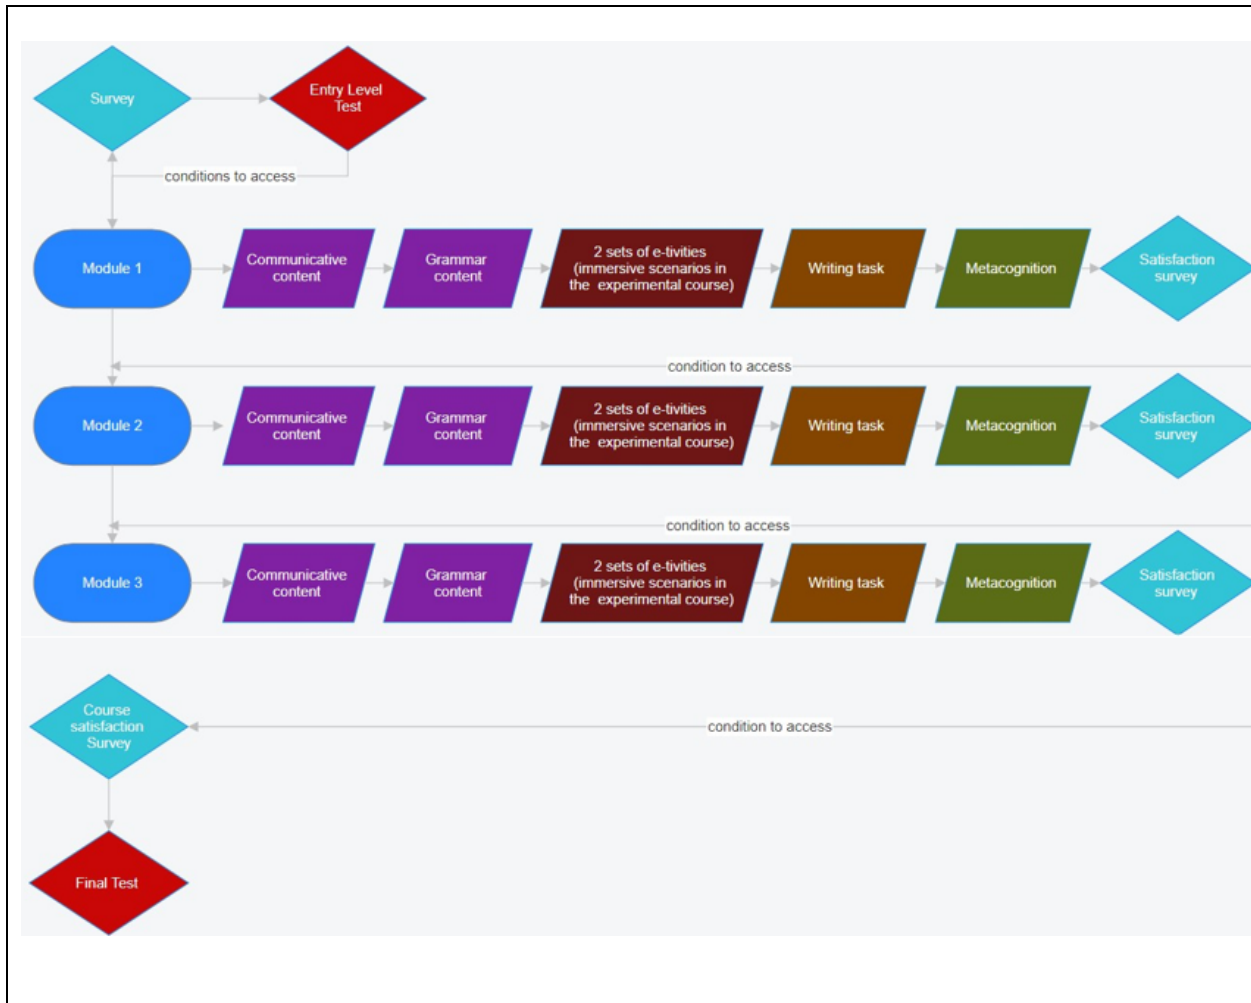 Survey
Entry Level
Test
conditions to access
Module 1
Communicative
content
Grammar
content
2 sets of e-tivities
(immersive scenarios in
the experimental course)
Writing task
Metacognition
Satisfaction
survey
condition to access
Module 2
Communicative
content
Grammar
content
2 sets of e-tivities
(immersive scenarios in
the experimental course)
Writing task
Metacognition
Satisfaction
survey
condition to access
Module 3
Communicative
content
Grammar
content
2 sets of e-tivities
(immersive scenarios in
the experimental course)
Writing task
Metacognition
Satisfaction
survey
Course
satisfaction
Survey
condition to access
Final Test